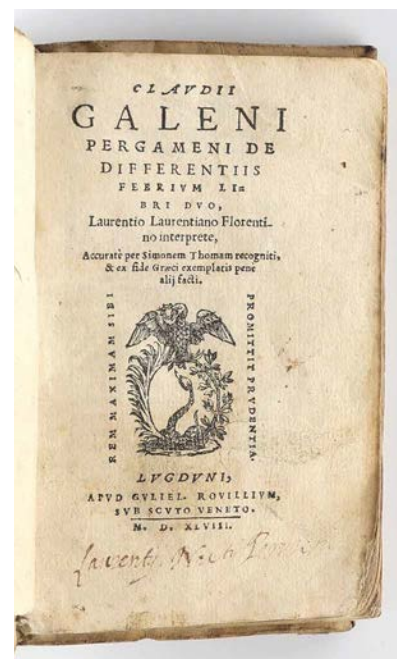 CLAVDII
GALENI
PERGAMENI DE
DIFFERENTIIS
FEBRIVM LI=
BRI DVO,
Laurentio Laurentiano Florenti-
no interprete,
Accuratè per Simonem Thomam recogniti,
& ex fide Græci exemplaris pene
alij facti.
REM MAXIMAM SIBI
PROMITTIT PRVDENTIA.
LVGDVNI,
APVD GVLIEL. ROVILLIVM,
SVB SCVTO VENETO.
M. D. XLVIII.